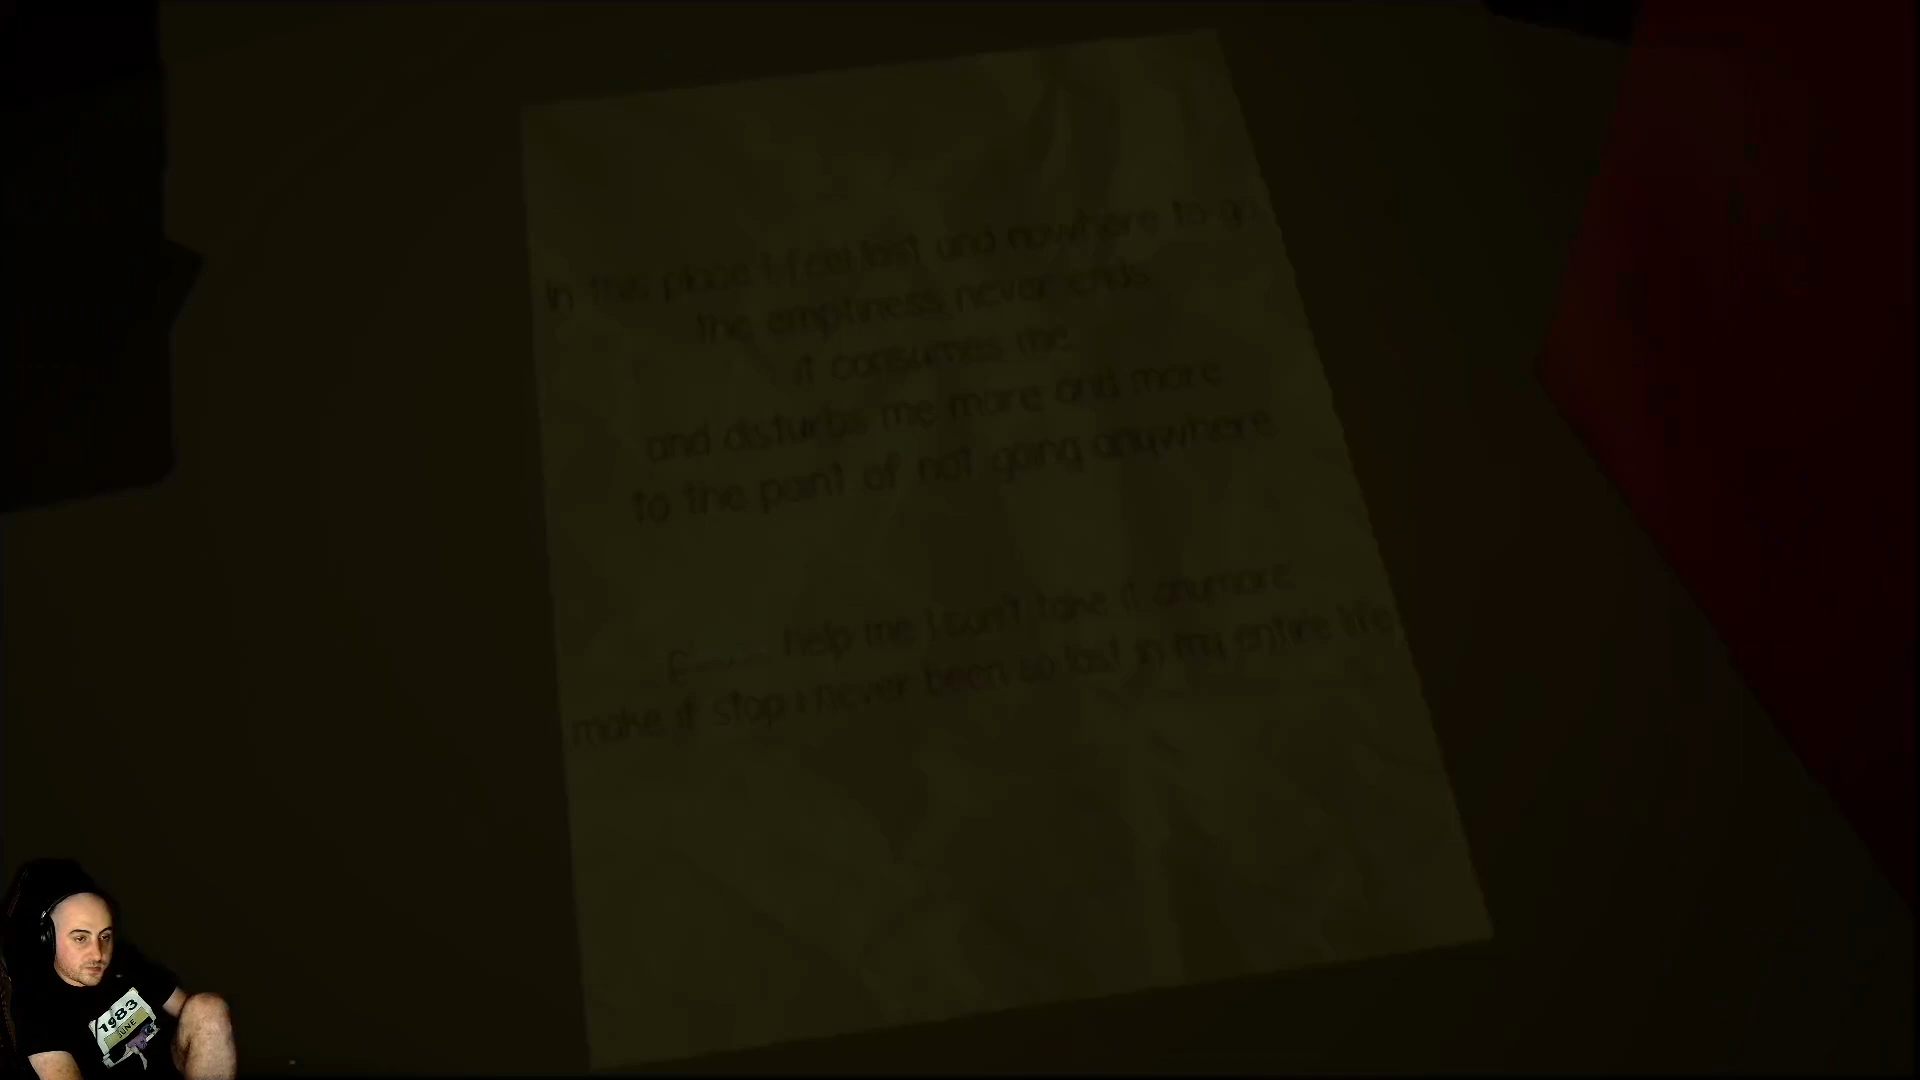 In this place I feel lost and nowhere to go
the emptiness never ends
it consumes me
and disturbs me more and more
to the point of not going anywhere
help me I can't take it anymore
make it stop i never been so lost in my entire life
1983
JUNE